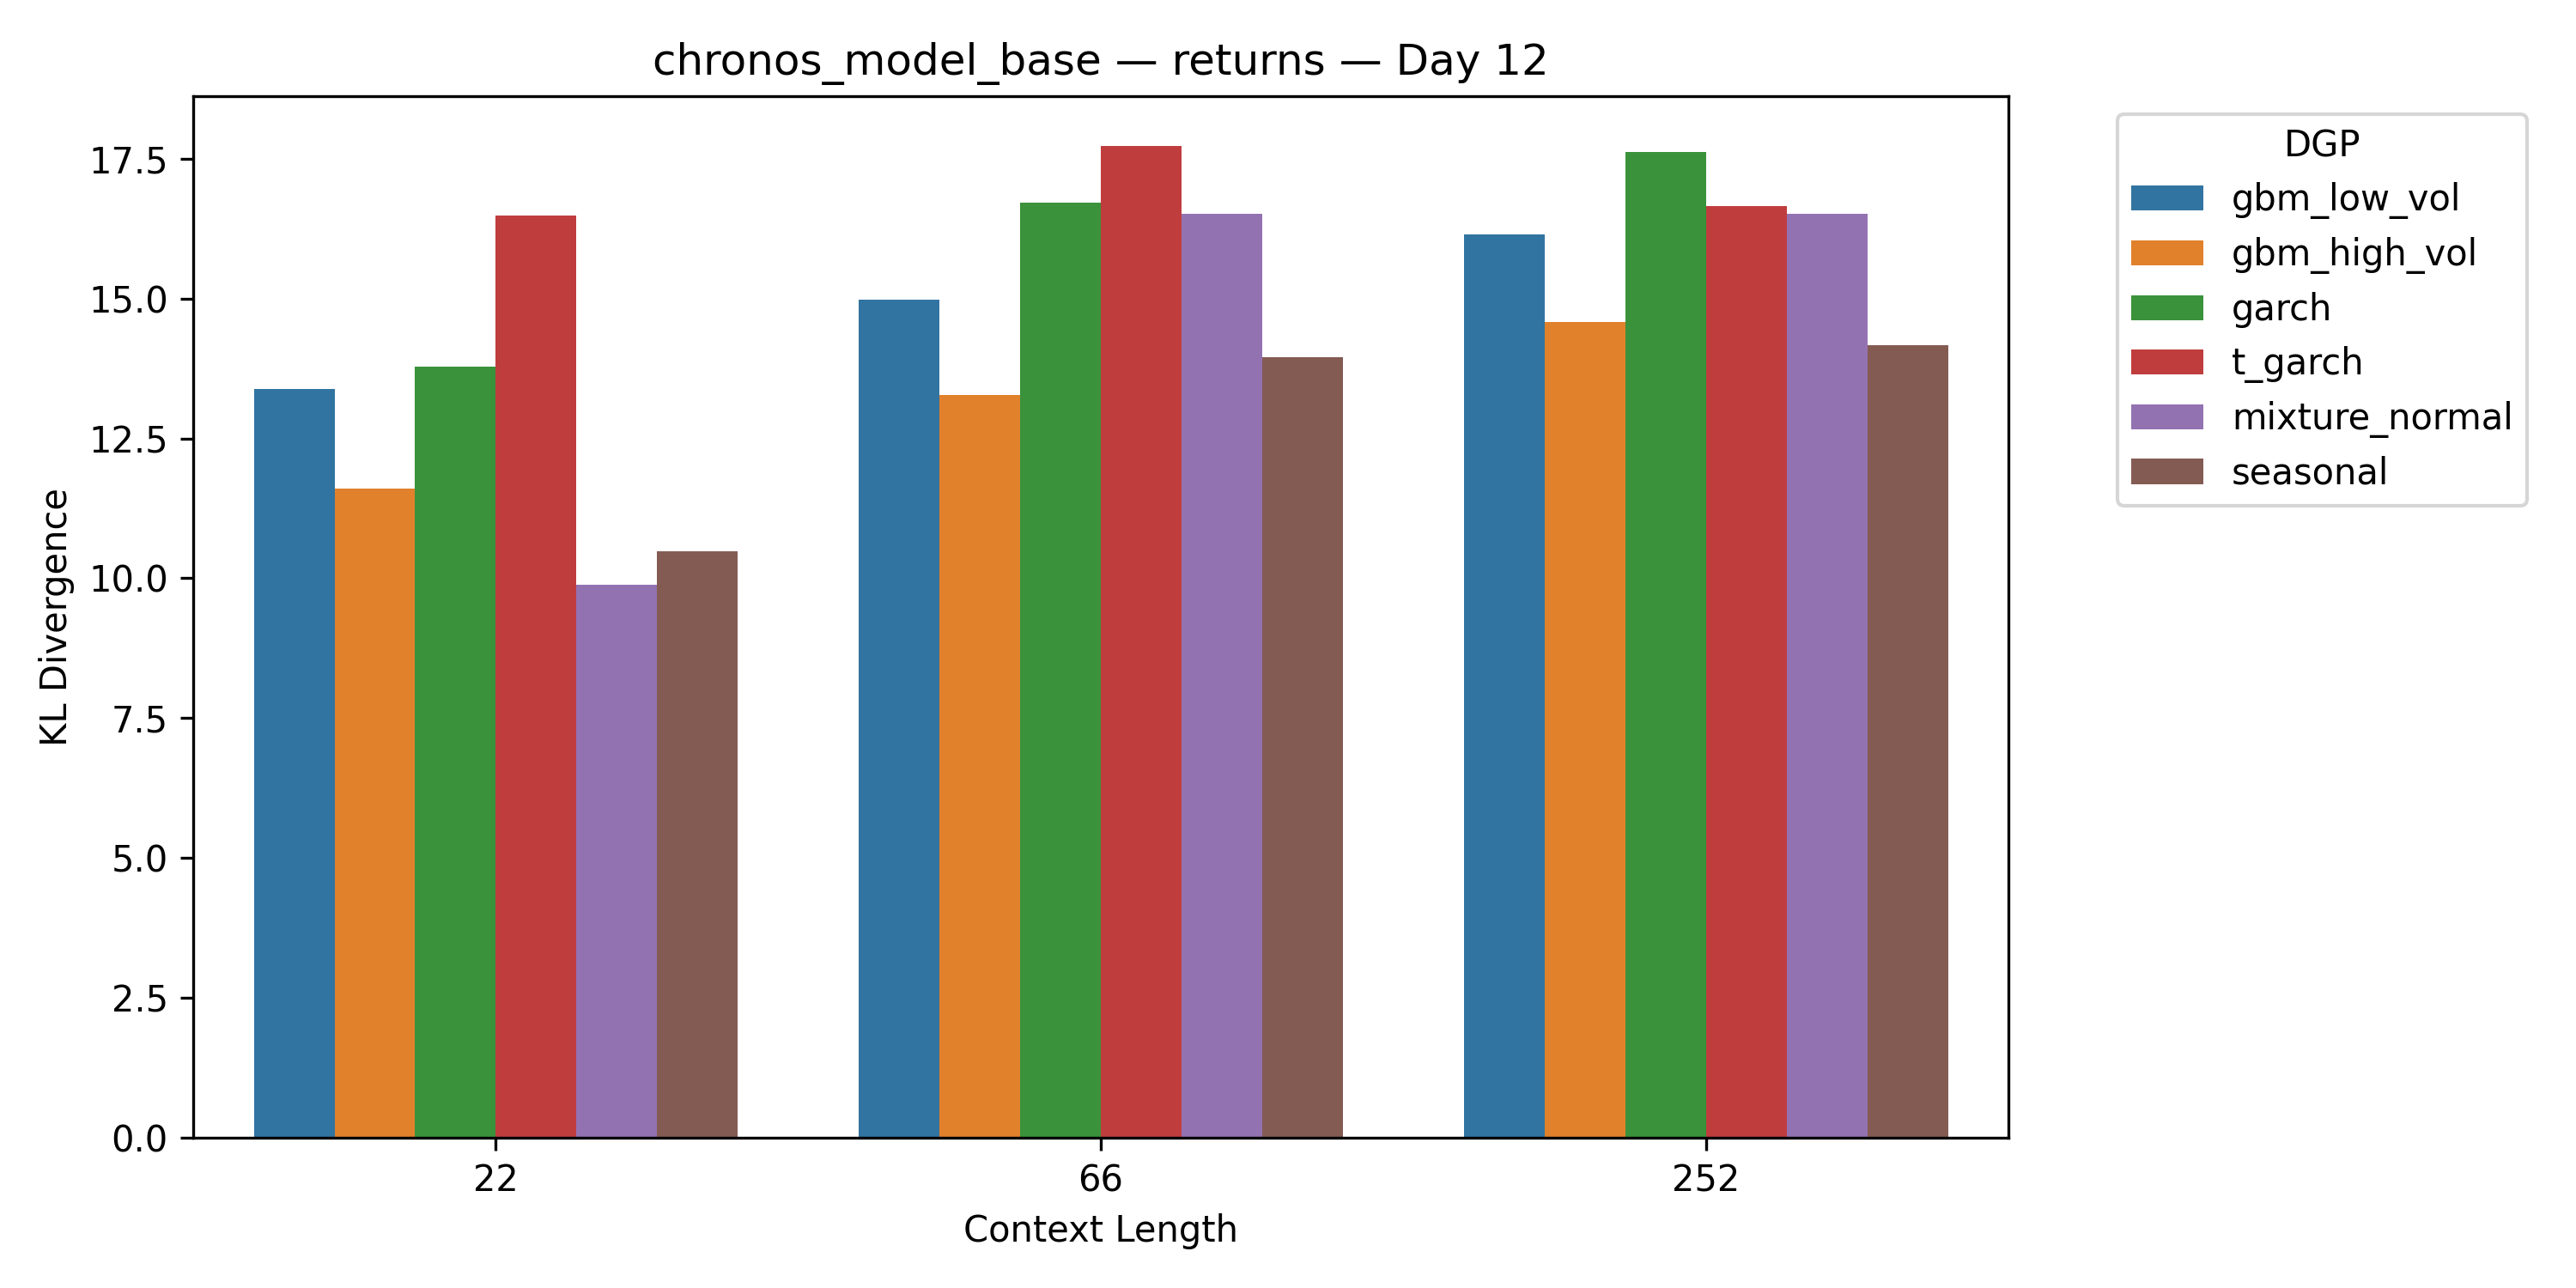 chronos_model_base — returns — Day 12
KL Divergence
17.5
15.0
12.5
10.0
7.5
5.0
2.5
0.0
22
66
252
Context Length
DGP
gbm_low_vol
gbm_high_vol
garch
t_garch
mixture_normal
seasonal